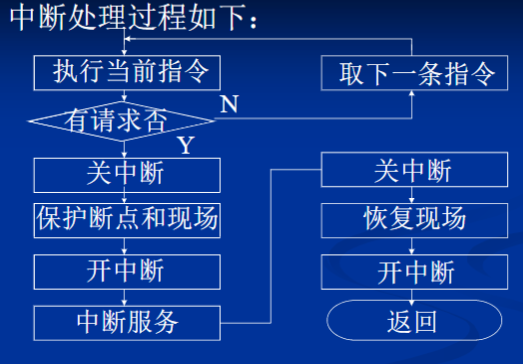 中断处理过程如下：
执行当前指令
取下一条指令
有请求否
N
Y
关中断
保护断点和现场
开中断
中断服务
关中断
恢复现场
开中断
返回